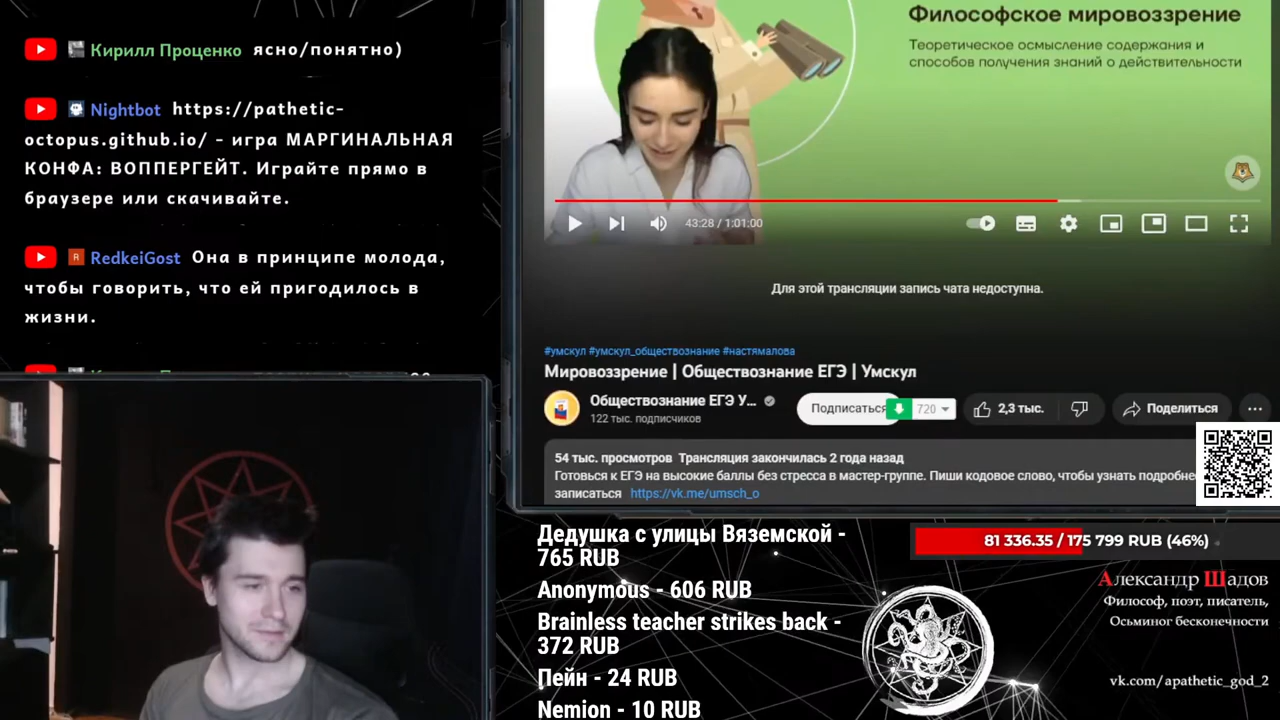 Кирилл Проценко ясно/понятно)
Nightbot https://pathetic-
octopus.github.io/ - игра МАРГИНАЛЬНАЯ
КОНФА: ВОППЕРГЕЙТ. Играйте прямо в
браузере или скачивайте.
RedkeiGost Она в принципе молода,
чтобы говорить, что ей пригодилось в
жизни.
Философское мировоззрение
Теоретическое осмысление содержания и
способов получения знаний о действительности
43:28 / 1:01:00
Для этой трансляции запись чата недоступна.
#умскул #умскул_обществознание #настямалова
Мировоззрение | Обществознание ЕГЭ | Умскул
Обществознание ЕГЭ У...
122 тыс. подписчиков
Подписаться
720
2,3 тыс.
Поделиться
54 тыс. просмотров Трансляция закончилась 2 года назад
Готовься к ЕГЭ на высокие баллы без стресса в мастер-группе. Пиши кодовое слово, чтобы узнать подробнее
записаться https://vk.me/umsch_o
Дедушка с улицы Вяземской -
765 RUB
Anonymous - 606 RUB
Brainless teacher strikes back -
372 RUB
Пейн - 24 RUB
Nemion - 10 RUB
81 336.35 / 175 799 RUB (46%)
Александр Шадов
Философ, поэт, писатель,
Осьминог бесконечности
vk.com/apathetic_god_2